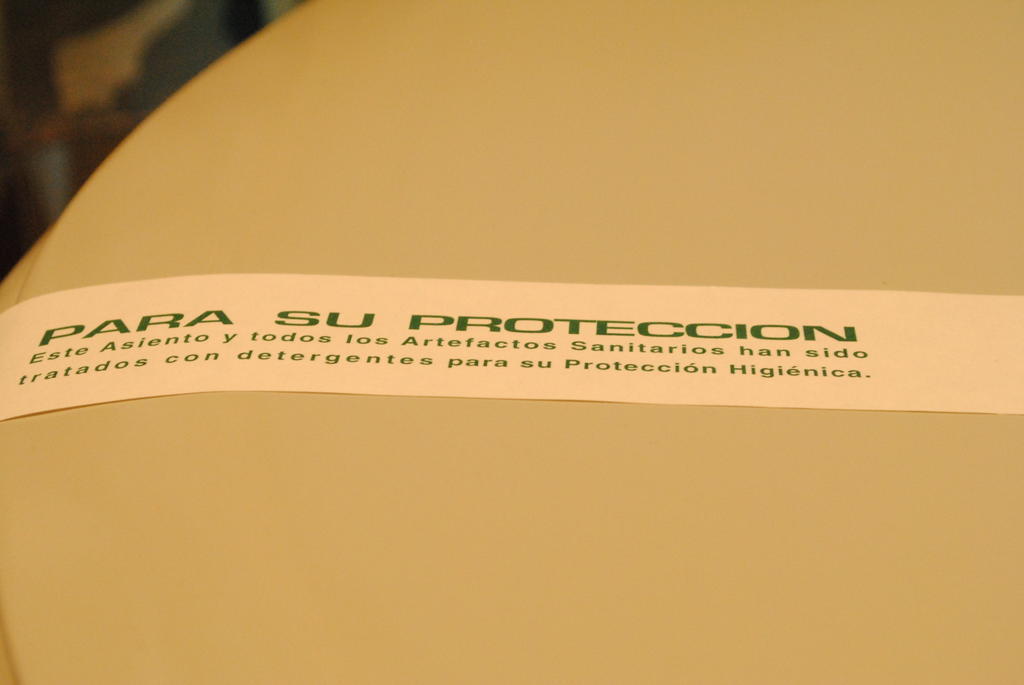 PARA SU PROTECCION
Este Asiento y todos los Artefactos Sanitarios han sido
tratados con detergentes para su Protección Higiénica.